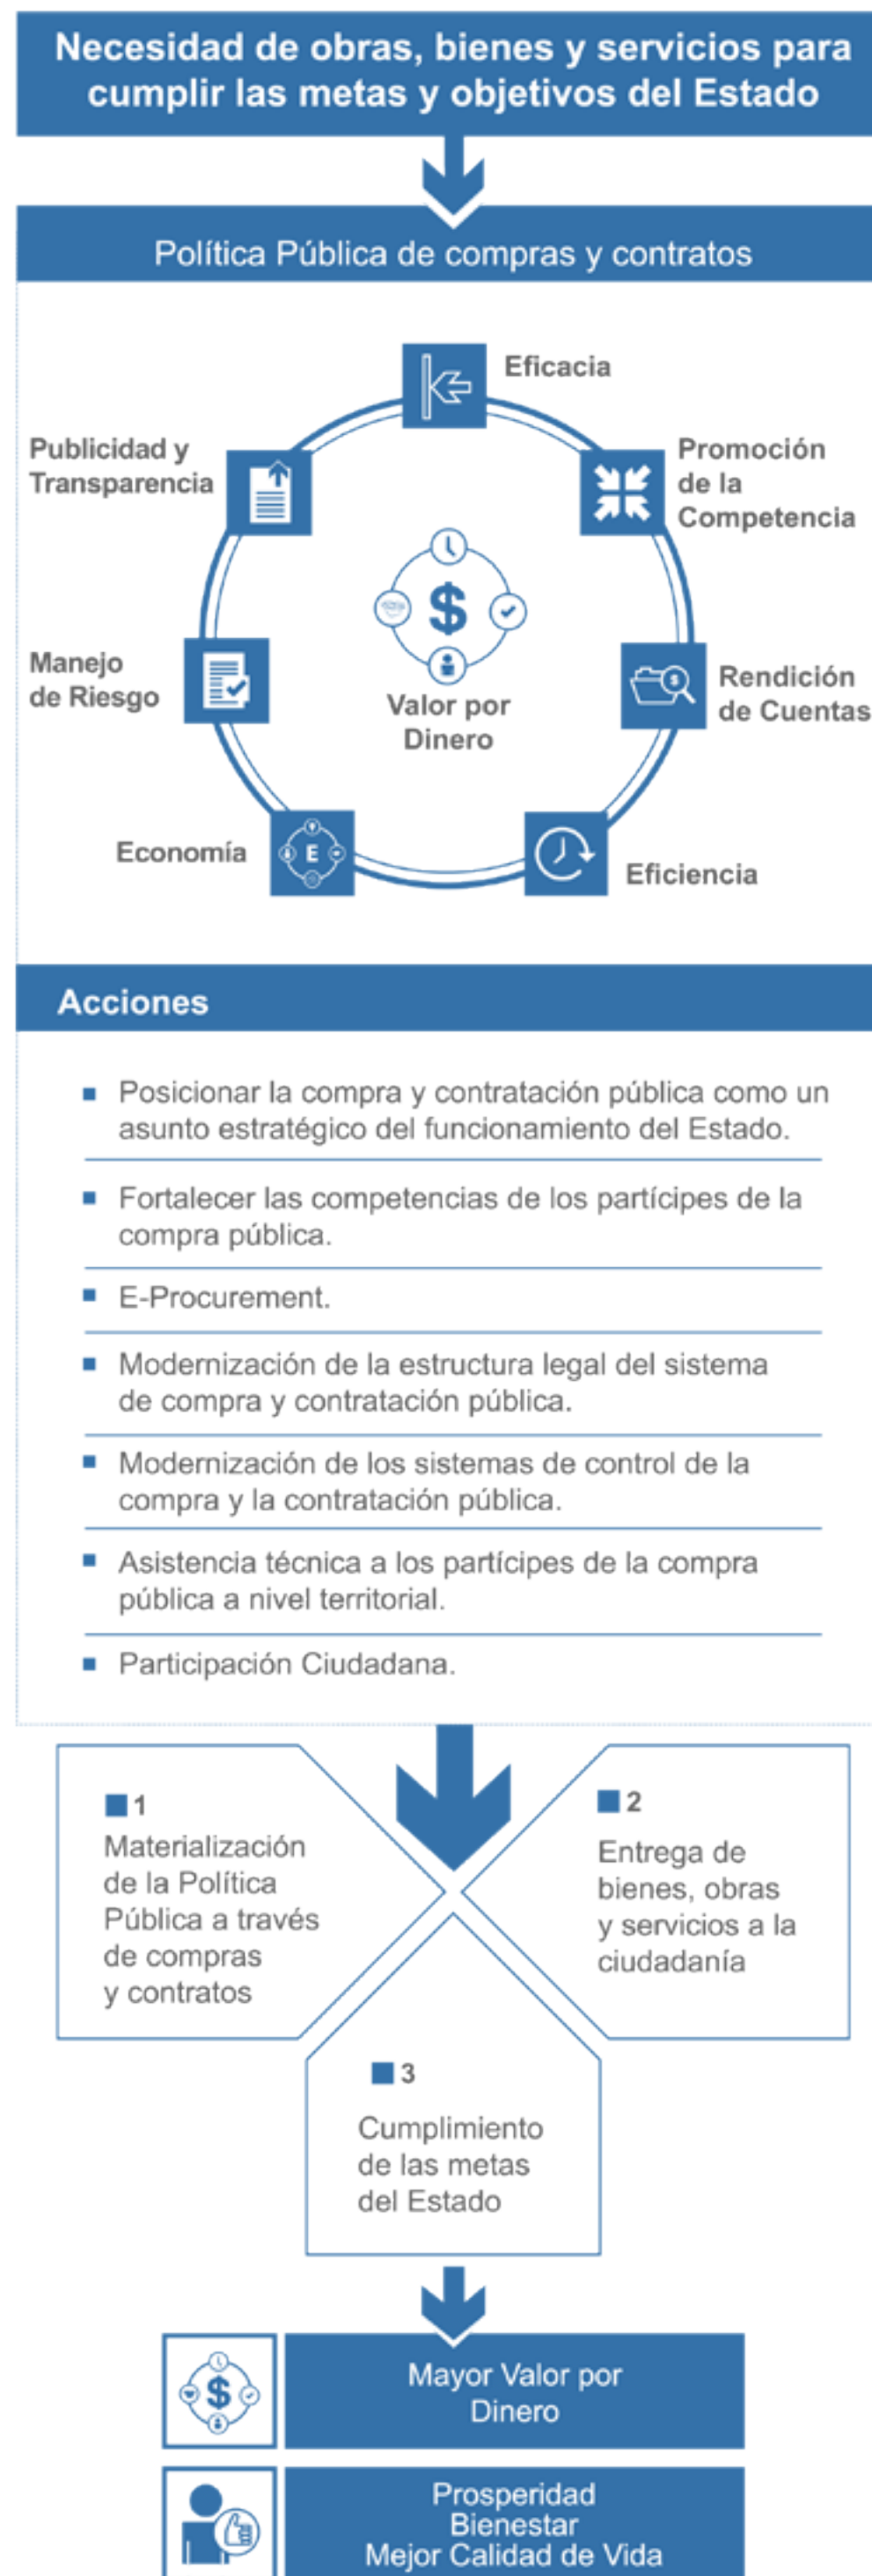 Necesidad de obras, bienes y servicios para
cumplir las metas y objetivos del Estado
Política Pública de compras y contratos
Eficacia
Publicidad y
Transparencia
Promoción
de la
Competencia
$
Valor por
Dinero
Manejo
de Riesgo
$
Rendición
de Cuentas
Economía
E
Eficiencia
Acciones
Posicionar la compra y contratación pública como un
asunto estratégico del funcionamiento del Estado.
Fortalecer las competencias de los partícipes de la
compra pública.
E-Procurement.
Modernización de la estructura legal del sistema
de compra y contratación pública.
Modernización de los sistemas de control de la
compra y la contratación pública.
Asistencia técnica a los partícipes de la compra
pública a nivel territorial.
Participación Ciudadana.
1
Materialización
de la Política
Pública a través
de compras
y contratos
2
Entrega de
bienes, obras
y servicios a la
ciudadanía
3
Cumplimiento
de las metas
del Estado
$
Mayor Valor por
Dinero
Prosperidad
Bienestar
Mejor Calidad de Vida